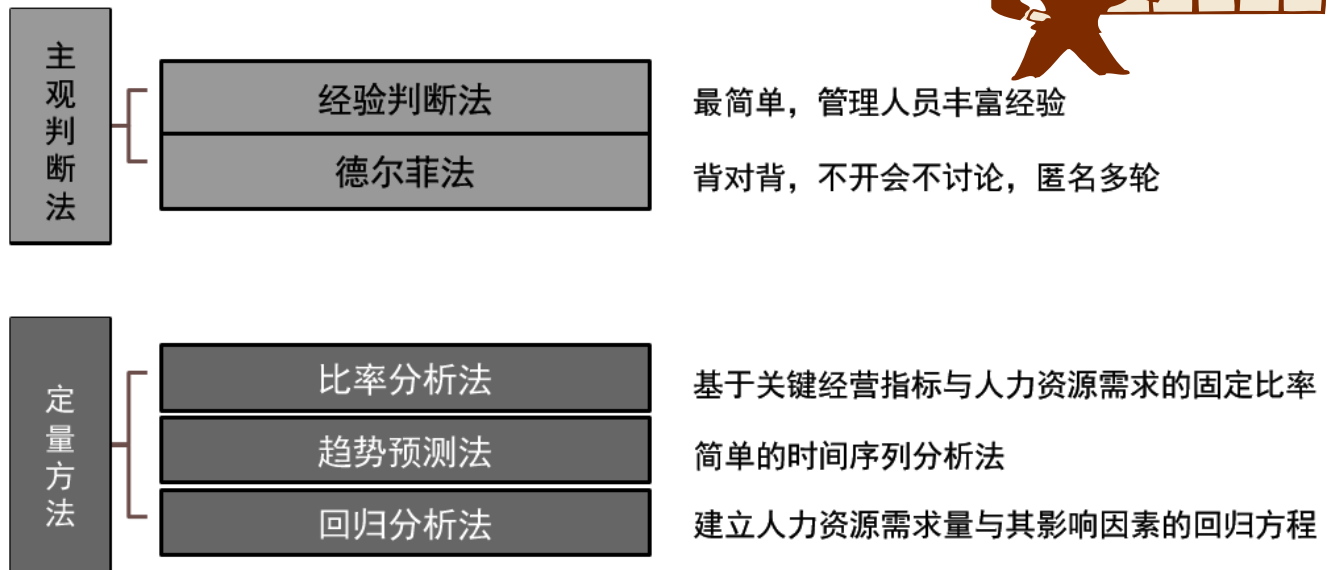 主观判断法
经验判断法
最简单，管理人员丰富经验
德尔菲法
背对背，不开会不讨论，匿名多轮
定量方法
比率分析法
基于关键经营指标与人力资源需求的固定比率
趋势预测法
简单的时间序列分析法
回归分析法
建立人力资源需求量与其影响因素的回归方程